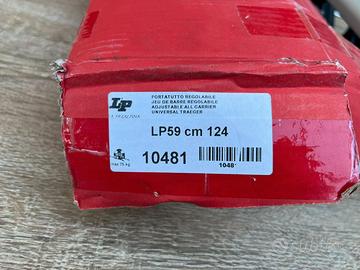 LP
LA PREALPINA
PORTATUTTO REGOLABILE
JEU DE BARRE REGOLABILE
ADJUSTABLE ALL CARRIER
UNIVERSAL TRAEGER
LP59 cm 124
10481
max 75 kg
1048
subito